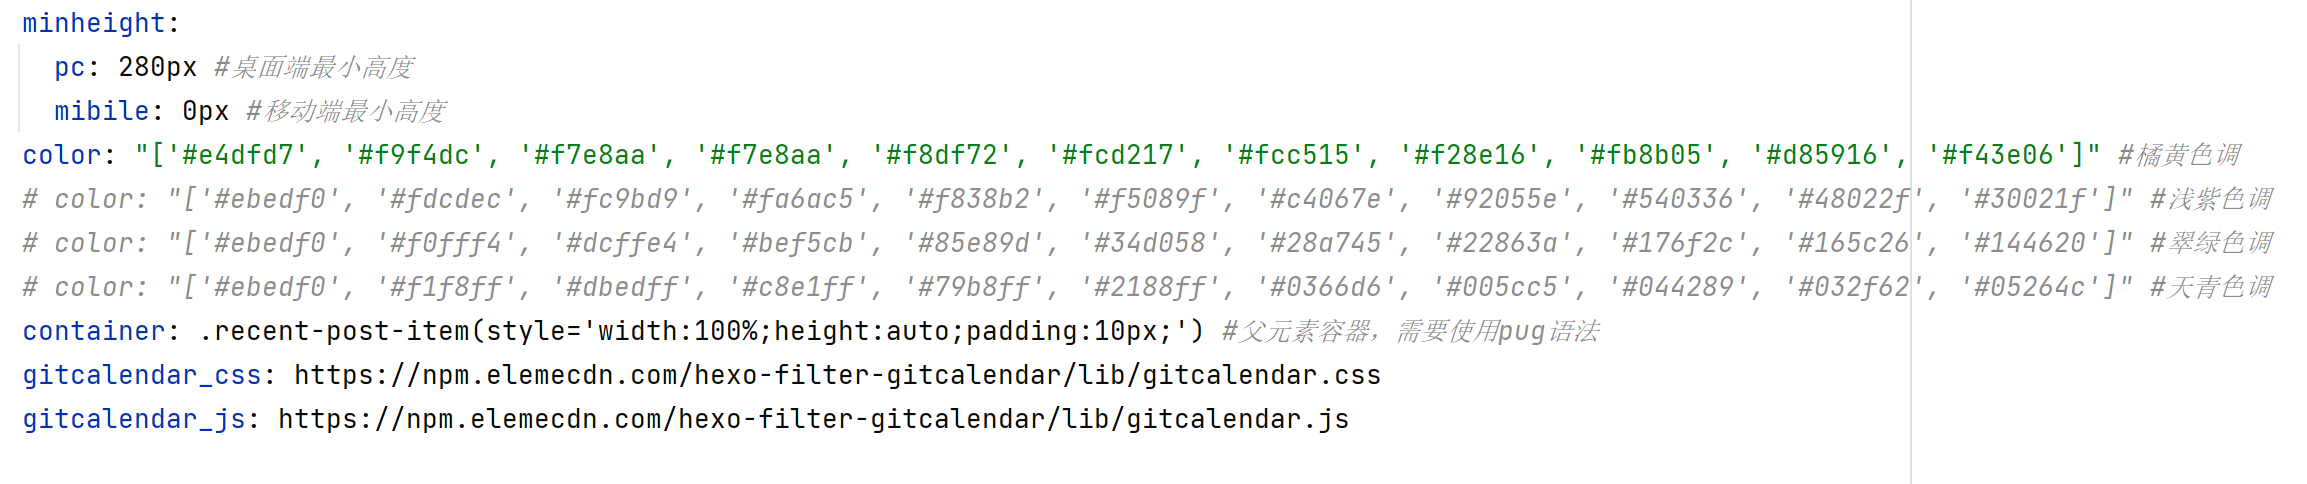 minheight:
  pc: 280px #桌面端最小高度
  mibile: 0px #移动端最小高度
color: "['#e4dfd7', '#f9f4dc', '#f7e8aa', '#f7e8aa', '#f8df72', '#fcd217', '#fcc515', '#f28e16', '#fb8b05', '#d85916', '#f43e06']" #橘黄色调
# color: "['#ebedf0', '#fdcdec', '#fc9bd9', '#fa6ac5', '#f838b2', '#f5089f', '#c4067e', '#92055e', '#540336', '#48022f', '#30021f']" #浅紫色调
# color: "['#ebedf0', '#f0fff4', '#dcffe4', '#bef5cb', '#85e89d', '#34d058', '#28a745', '#22863a', '#176f2c', '#165c26', '#144620']" #翠绿色调
# color: "['#ebedf0', '#f1f8ff', '#dbedff', '#c8e1ff', '#79b8ff', '#2188ff', '#0366d6', '#005cc5', '#044289', '#032f62', '#05264c']" #天青色调
container: .recent-post-item(style='width:100%;height:auto;padding:10px;') #父元素容器，需要使用pug语法
gitcalendar_css: https://npm.elemecdn.com/hexo-filter-gitcalendar/lib/gitcalendar.css
gitcalendar_js: https://npm.elemecdn.com/hexo-filter-gitcalendar/lib/gitcalendar.js